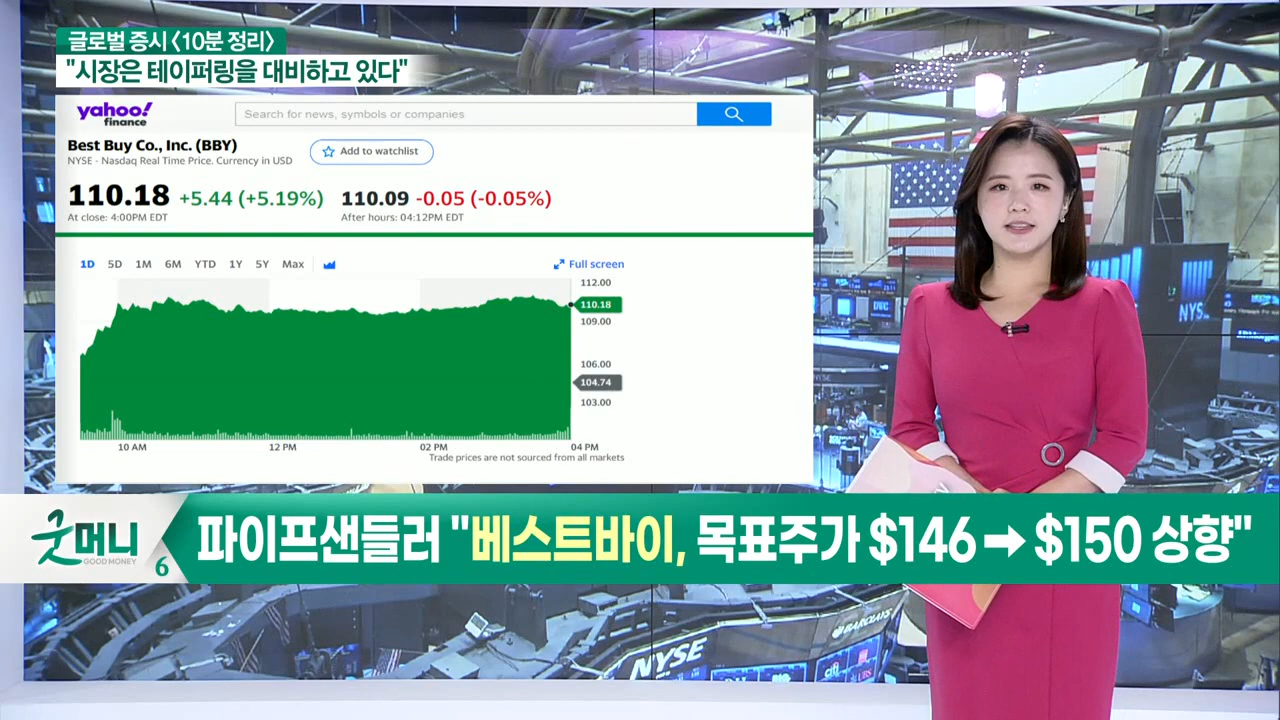 글로벌 증시 <10분 정리>
"시장은 테이퍼링을 대비하고 있다"
yahoo!
finance
Search for news, symbols or companies
Best Buy Co., Inc. (BBY)
NYSE - Nasdaq Real Time Price. Currency in USD
Add to watchlist
110.18 +5.44 (+5.19%) 110.09 -0.05 (-0.05%)
At close: 4:00PM EDT After hours: 04:12PM EDT
1D 5D 1M 6M YTD 1Y 5Y Max Full screen
112.00
110.18
109.00
106.00
104.74
103.00
10 AM 12 PM 02 PM 04 PM
Trade prices are not sourced from all markets
NYS
굿머니
GOOD MONEY
6
파이프샌들러 "베스트바이, 목표주가 $146 ➡ $150 상향"
BARCLAYS
NYSE
citi